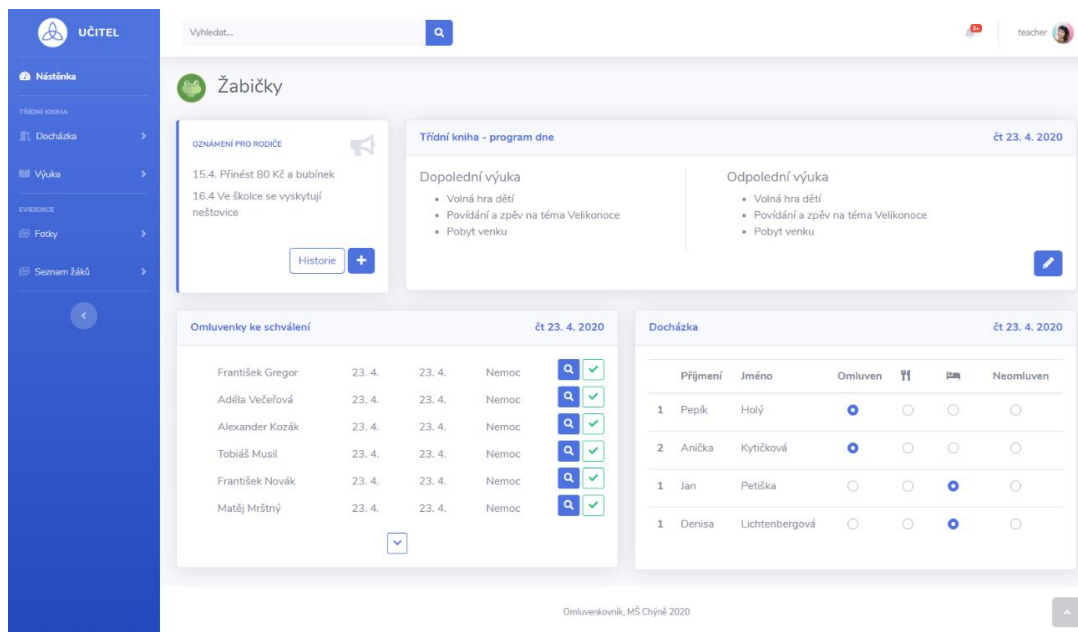 UČITEL
Vyhledat...
3+
teacher
Nástěnka
Žabičky
TŘÍDNÍ KNIHA
Docházka
Výuka
EVIDENCE
Fotky
Seznam žáků
OZNÁMENÍ PRO RODIČE
15.4. Přinést 80 Kč a bubínek
16.4 Ve školce se vyskytují
neštovice
Historie
Třídní kniha - program dne čt 23. 4. 2020
Dopolední výuka
• Volná hra dětí
• Povídání a zpěv na téma Velikonoce
• Pobyt venku
Odpolední výuka
• Volná hra dětí
• Povídání a zpěv na téma Velikonoce
• Pobyt venku
Omluvenky ke schválení čt 23. 4. 2020
František Gregor 23. 4. 23. 4. Nemoc
Adéla Večeřová 23. 4. 23. 4. Nemoc
Alexander Kozák 23. 4. 23. 4. Nemoc
Tobiáš Musil 23. 4. 23. 4. Nemoc
František Novák 23. 4. 23. 4. Nemoc
Matěj Mrštný 23. 4. 23. 4. Nemoc
Docházka čt 23. 4. 2020
Příjmení Jméno Omluven Neomluven
1 Pepík Holý
2 Anička Kytičková
1 Jan Petiška
1 Denisa Lichtenbergová
Omluvenkovník, MŠ Chýně 2020